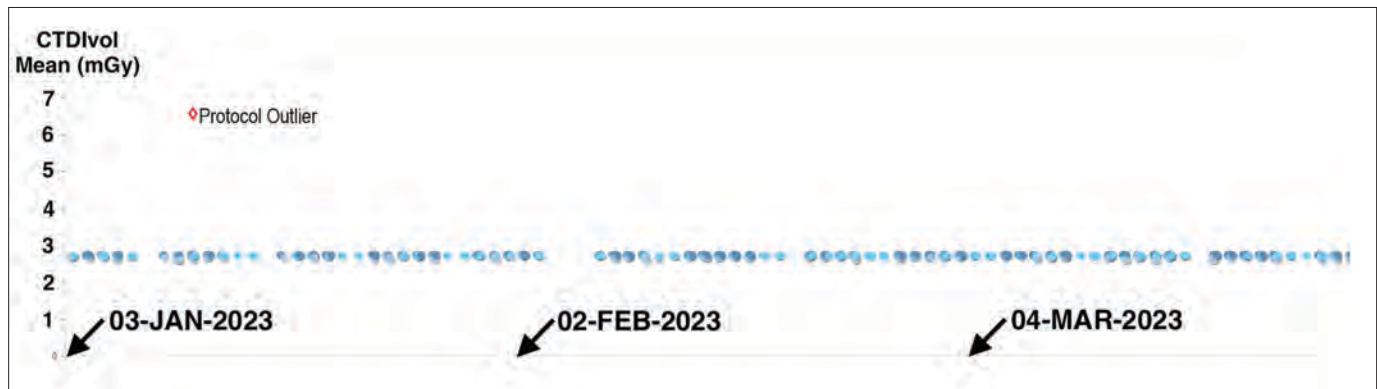 CTDIvol
Mean (mGy)
7
Protocol Outlier
6
5
4
3
2
1
03-JAN-2023
02-FEB-2023
04-MAR-2023
0